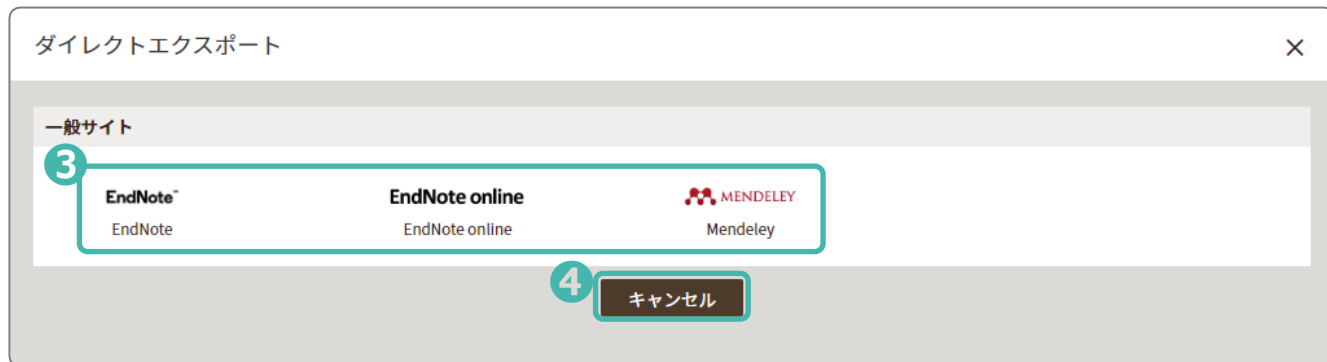 ダイレクトエクスポート ×
一般サイト
3
EndNote™ EndNote online MENDELEY
EndNote EndNote online Mendeley
4 キャンセル